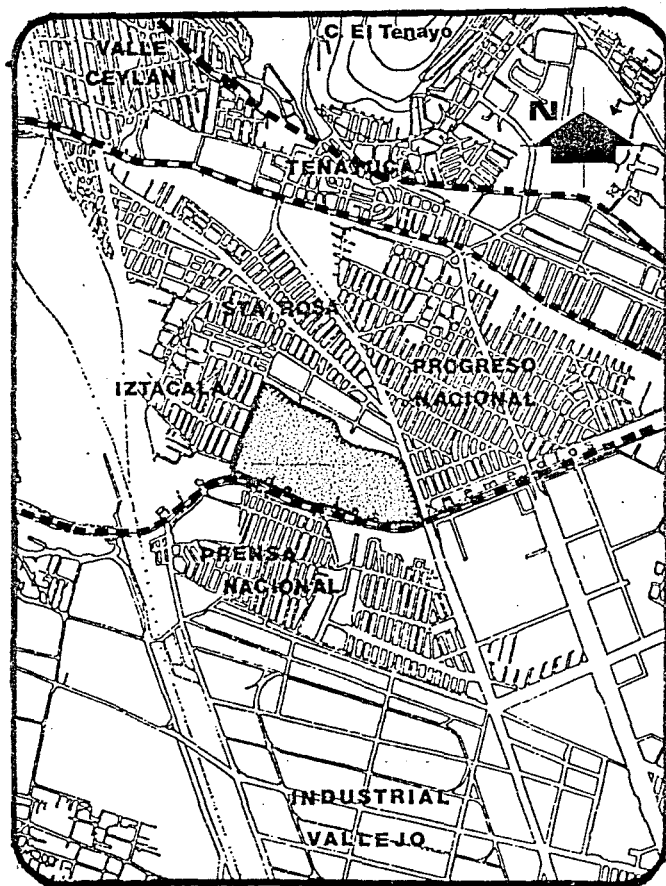 VALLE
CEYLAN
C. El Tenayo
N
TENAYUCA
STA. ROSA
PROGRESO
NACIONAL
IZTACALA
PRENSA
NACIONAL
INDUSTRIAL
VALLEJO